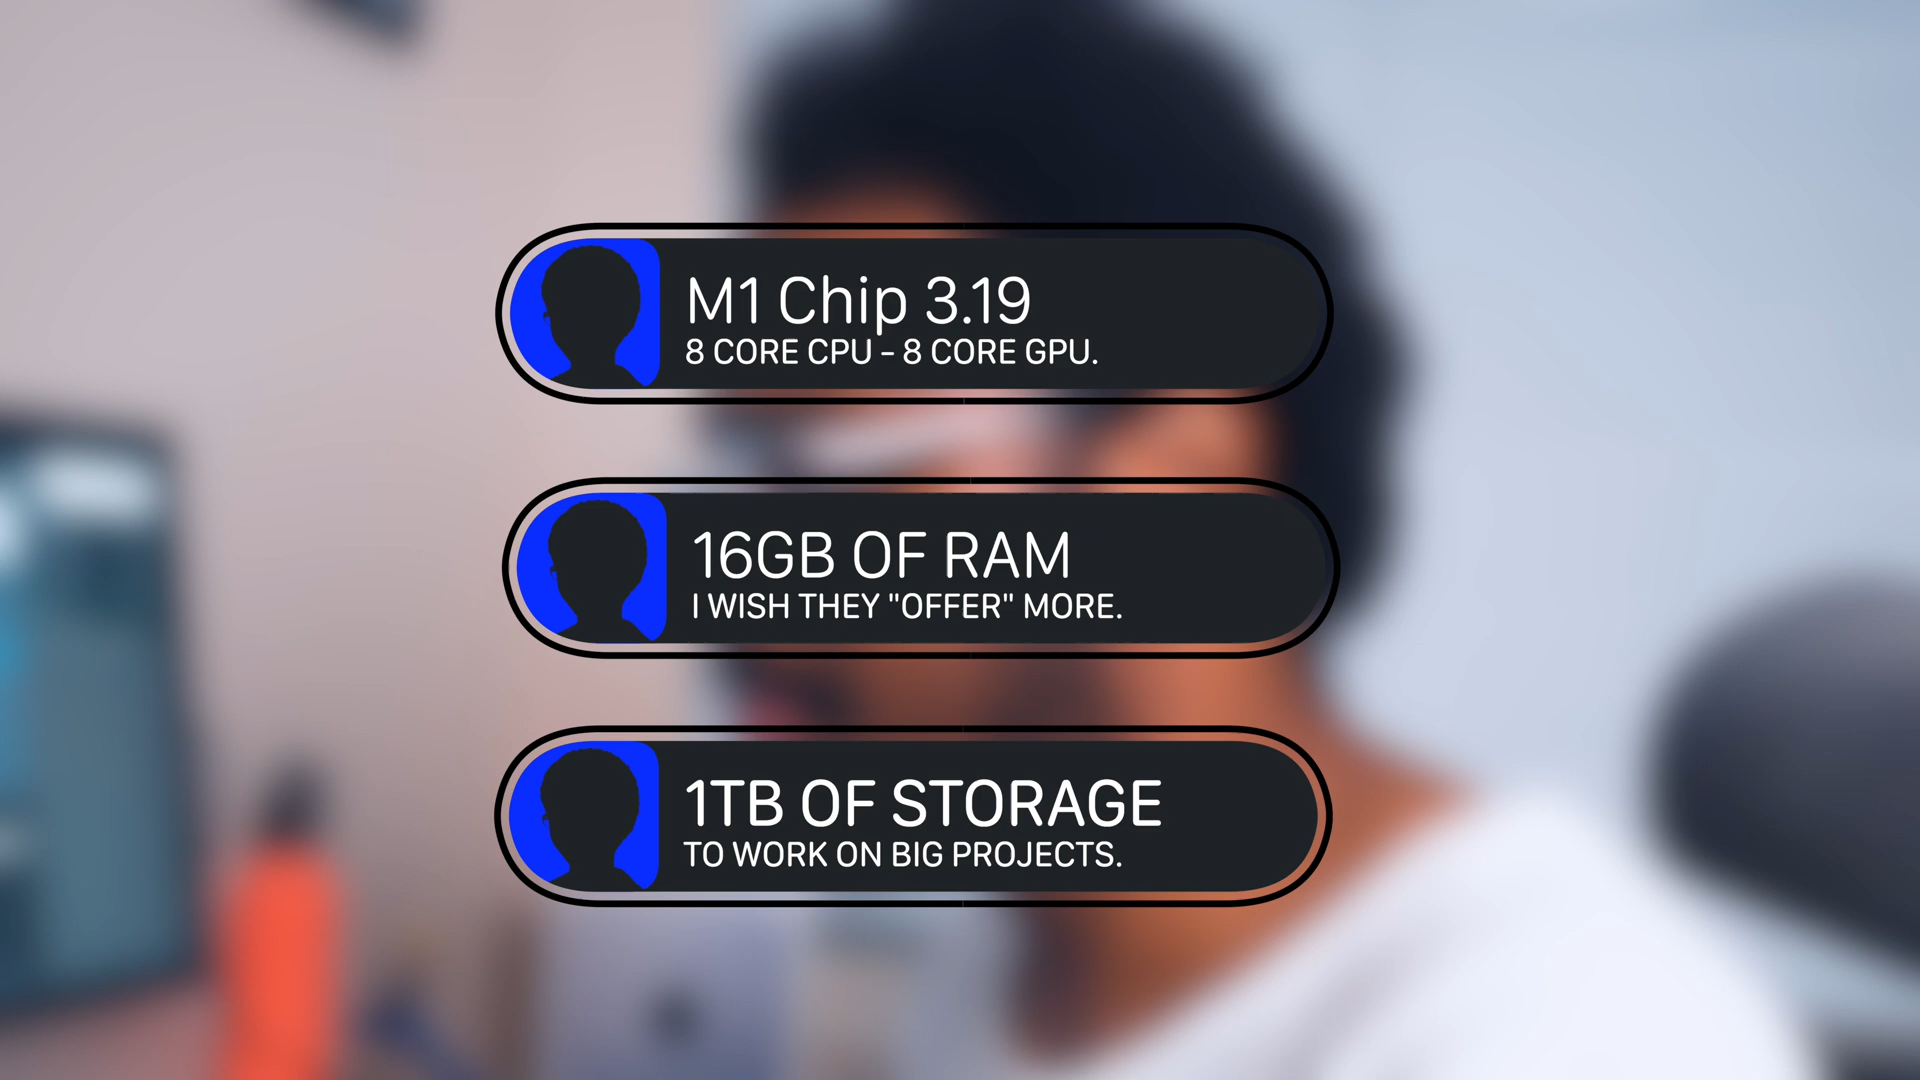 M1 Chip 3.19
8 CORE CPU - 8 CORE GPU.
16GB OF RAM
I WISH THEY "OFFER" MORE.
1TB OF STORAGE
TO WORK ON BIG PROJECTS.